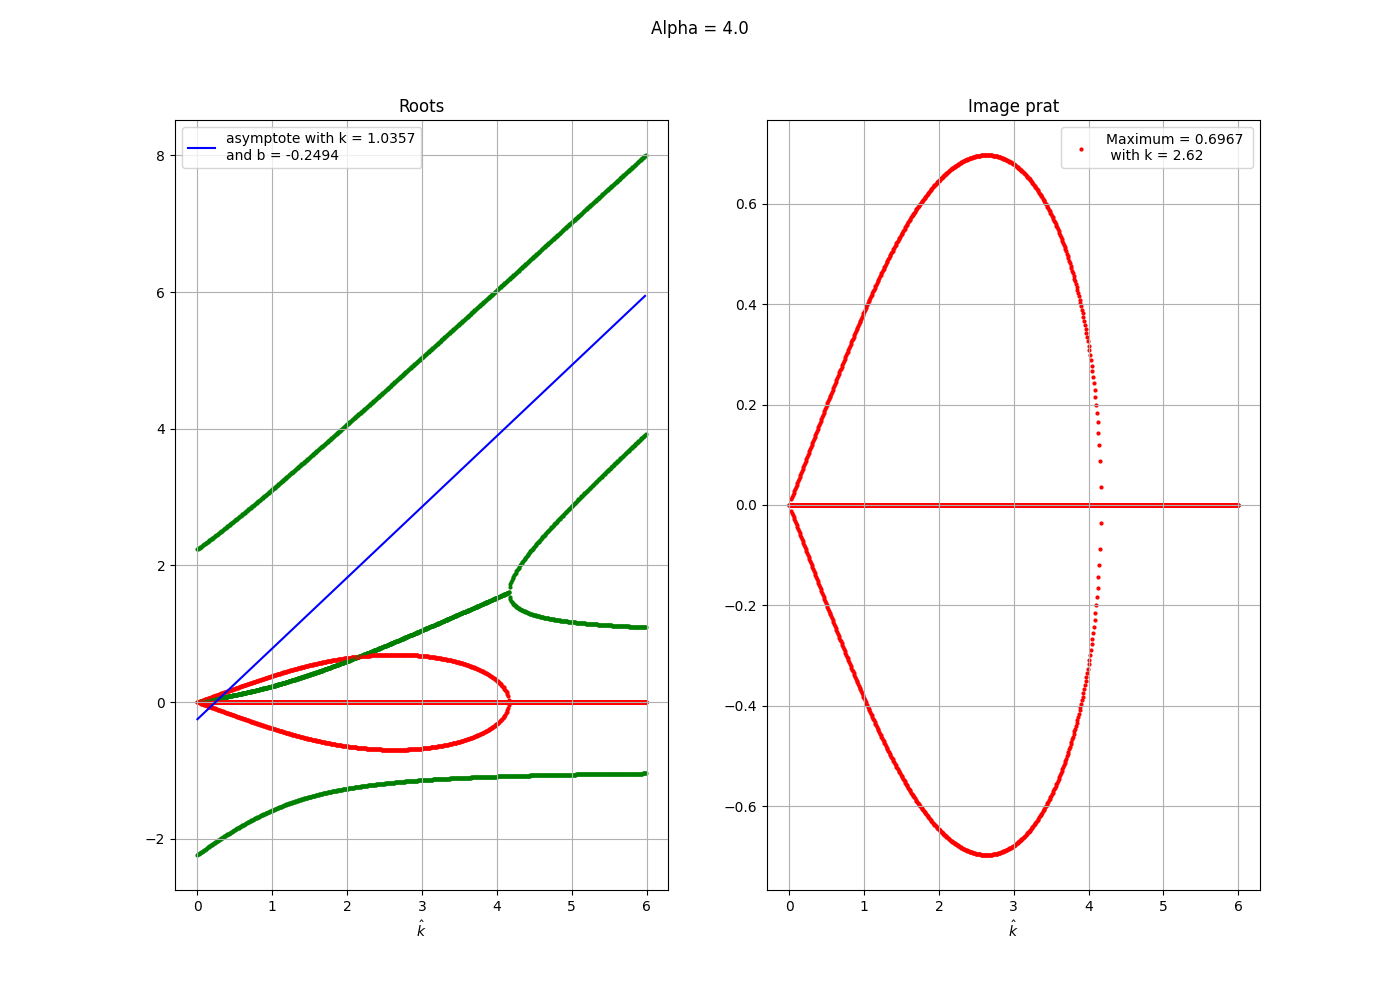 Alpha = 4.0
Roots
asymptote with k = 1.0357
and b = -0.2494
8
6
4
2
0
−2
0 1 2 3 4 5 6
k̂
Image prat
Maximum = 0.6967
with k = 2.62
0.6
0.4
0.2
0.0
−0.2
−0.4
−0.6
0 1 2 3 4 5 6
k̂